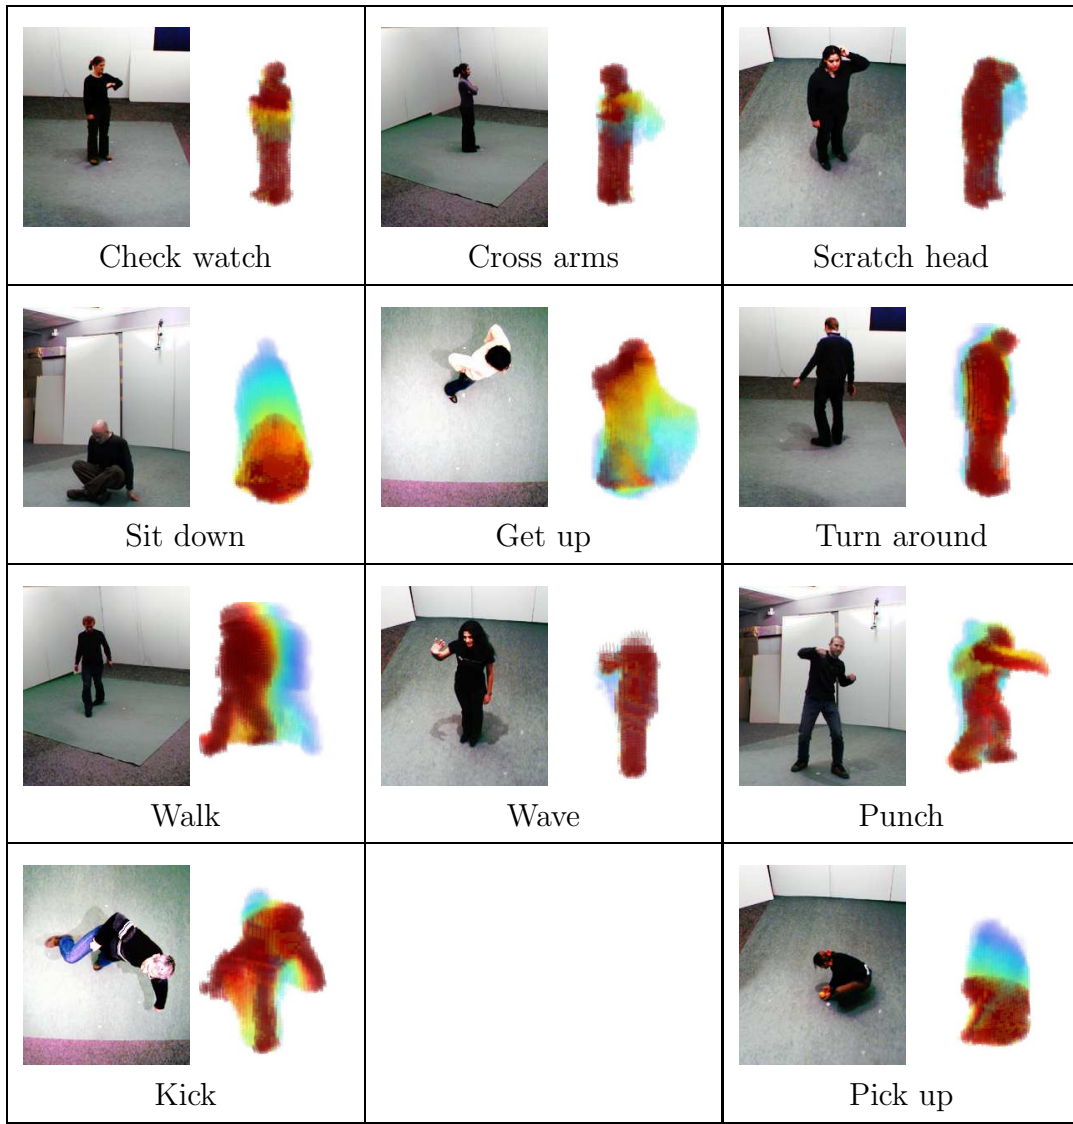 Check watch
Cross arms
Scratch head
Sit down
Get up
Turn around
Walk
Wave
Punch
Kick
Pick up